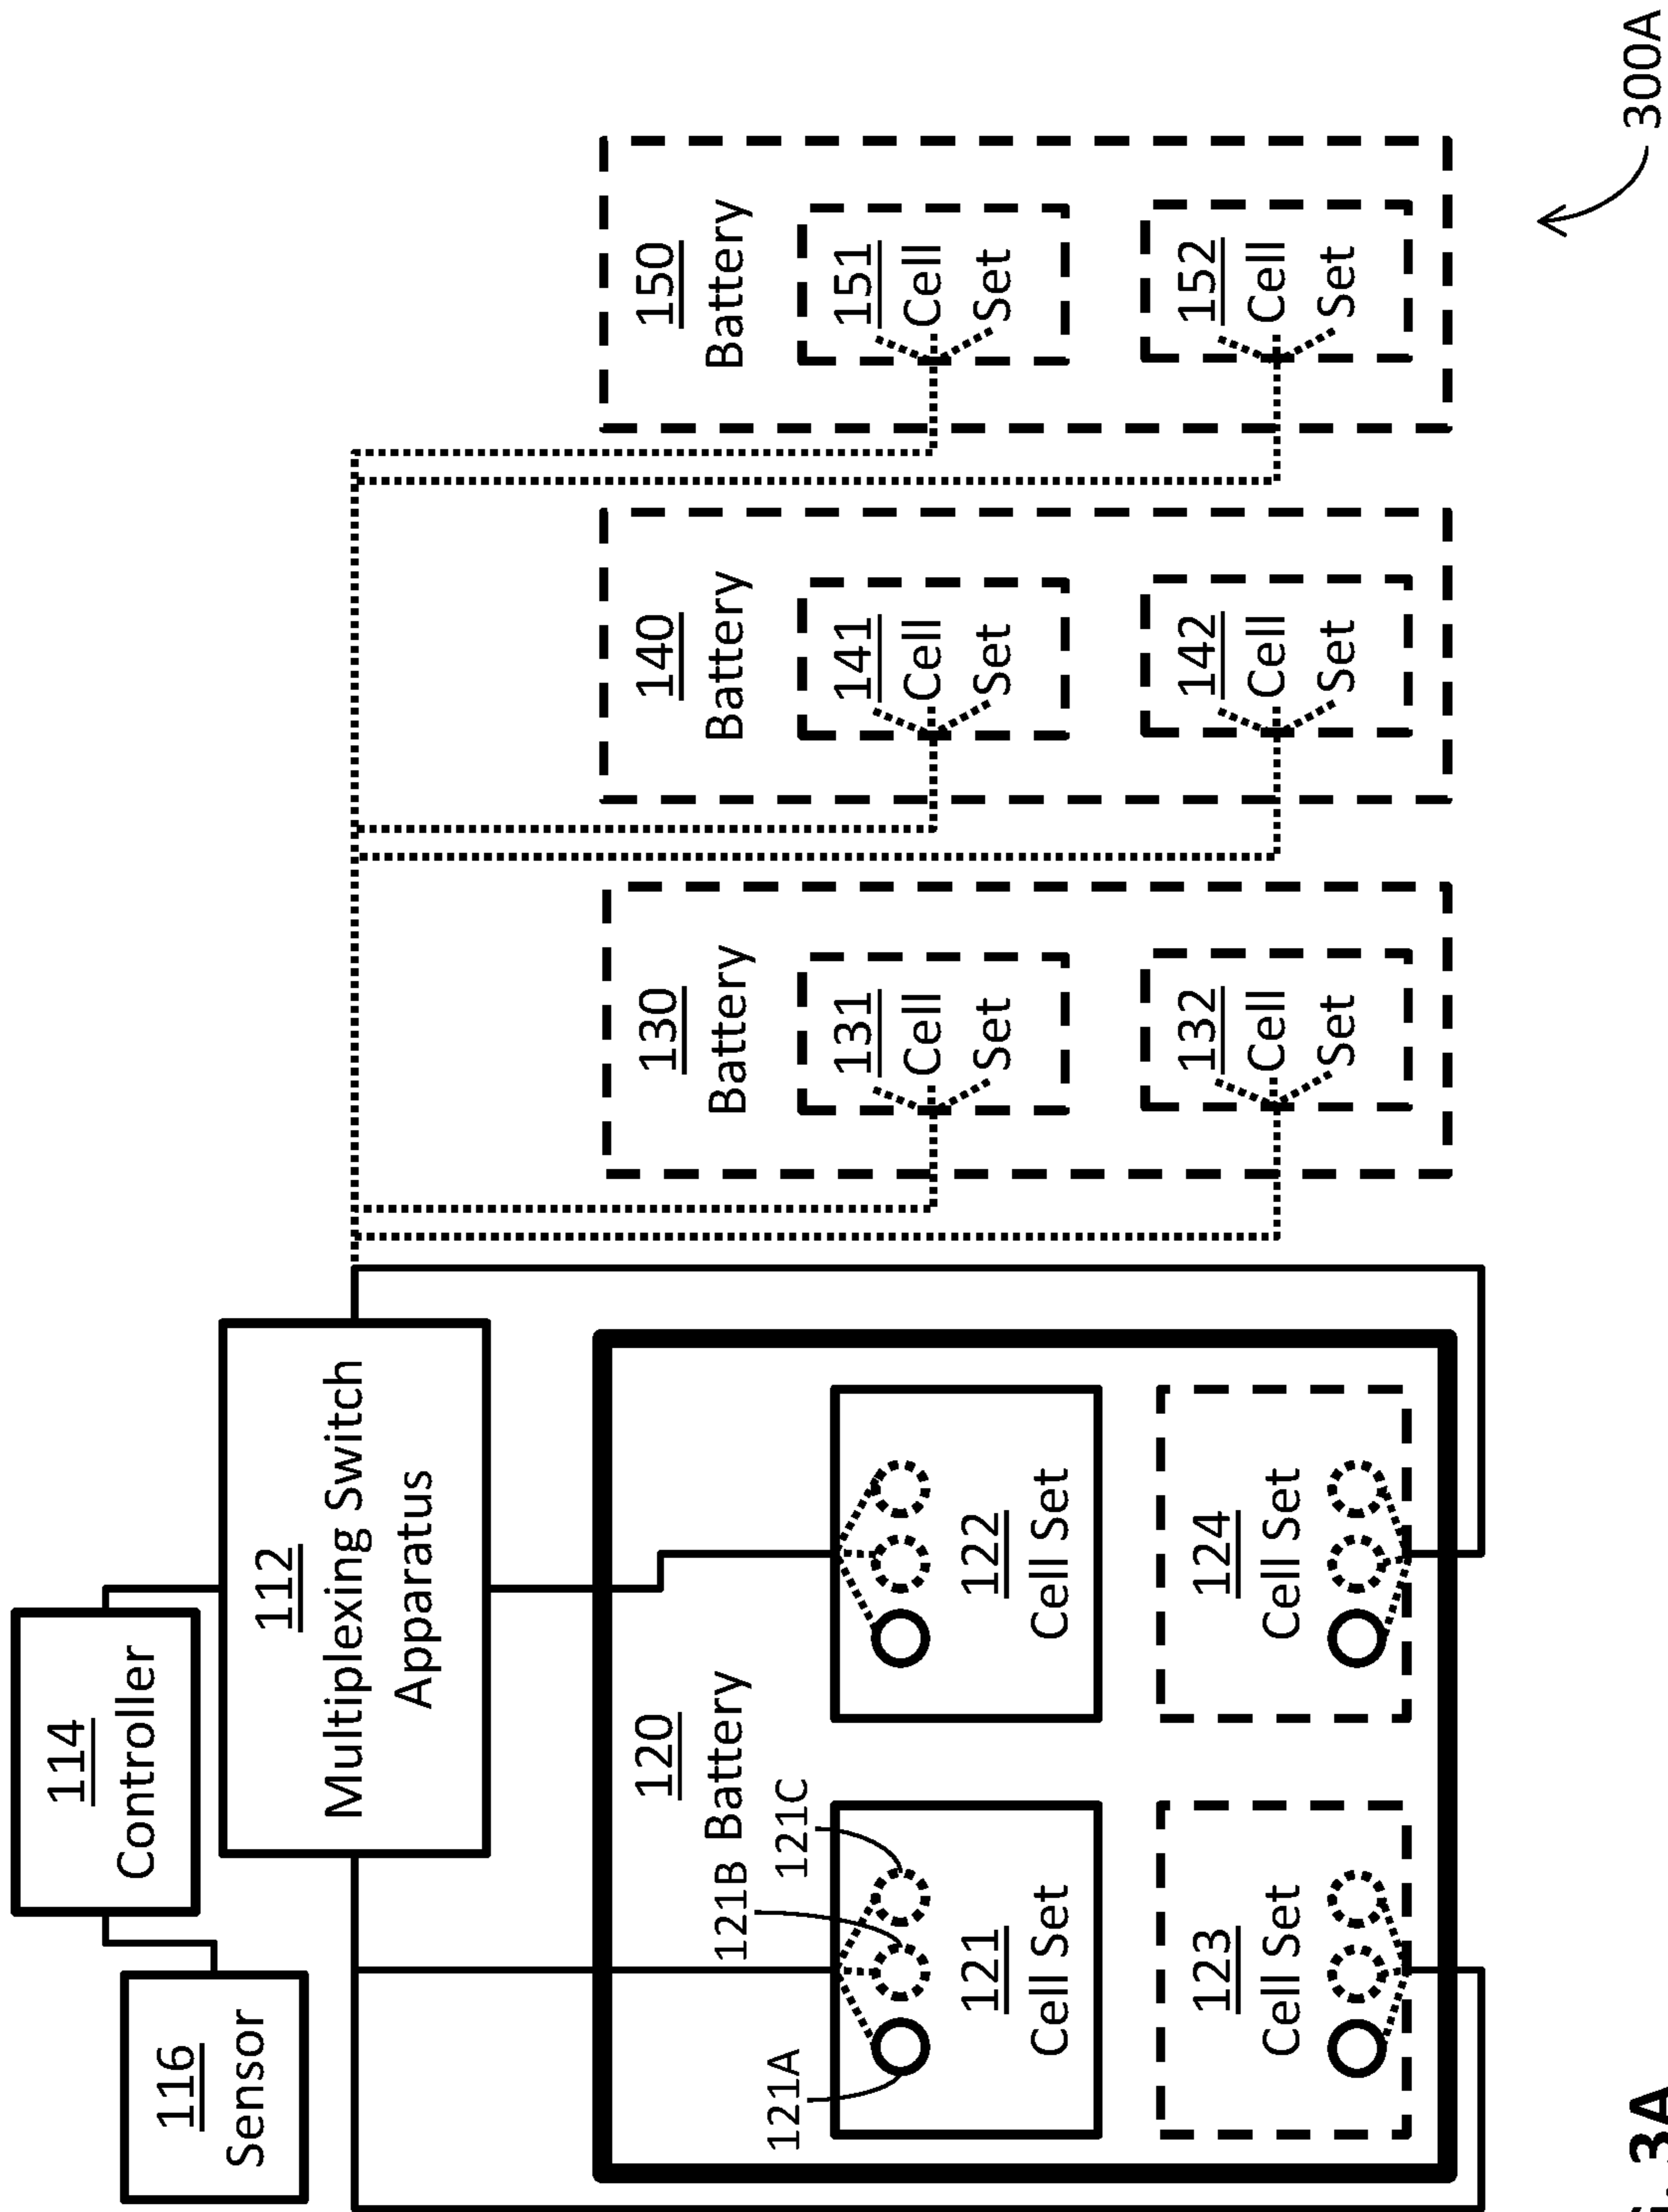 116
Sensor
114
Controller
112
Multiplexing Switch
Apparatus
120
Battery
121A
121B
121C
121
Cell Set
122
Cell Set
123
Cell Set
124
Cell Set
130
Battery
131
Cell
Set
132
Cell
Set
140
Battery
141
Cell
Set
142
Cell
Set
150
Battery
151
Cell
Set
152
Cell
Set
300A
3A